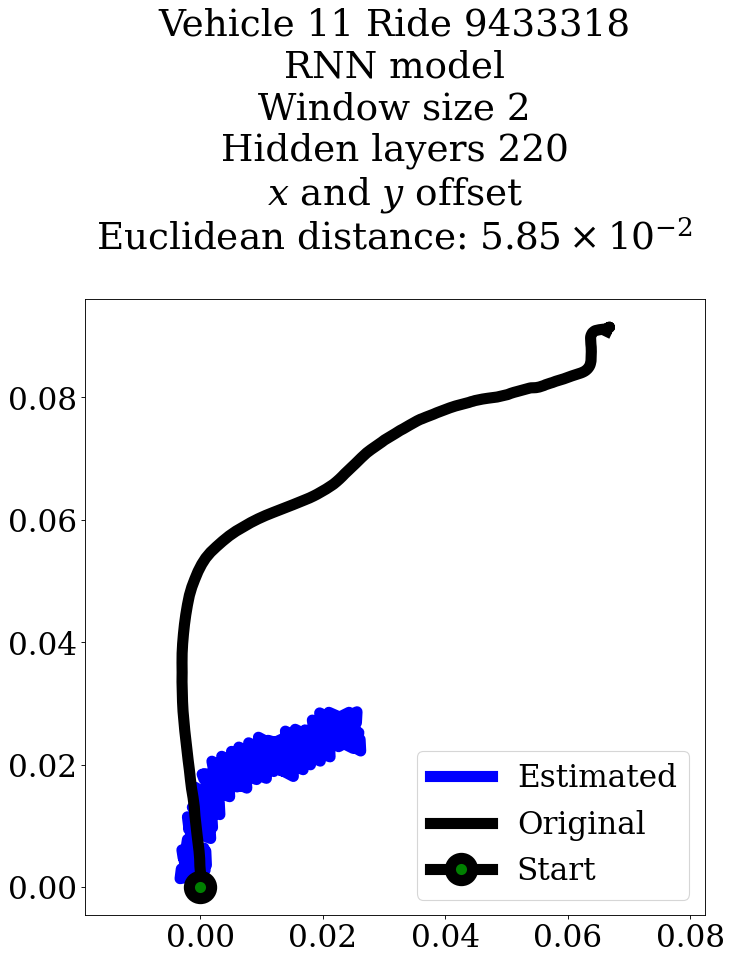 Vehicle 11 Ride 9433318
RNN model
Window size 2
Hidden layers 220
x and y offset
Euclidean distance: 5.85 × 10⁻²
0.08
0.06
0.04
0.02
0.00
Estimated
Original
Start
0.00 0.02 0.04 0.06 0.08